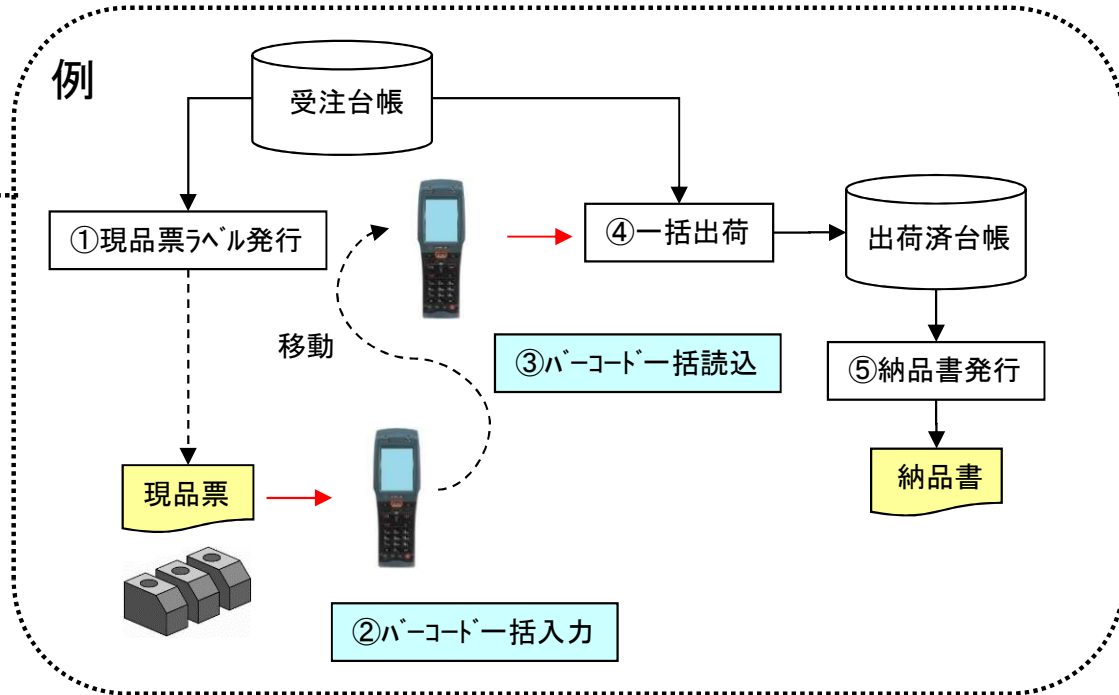 例
受注台帳
①現品票ﾗﾍﾞﾙ発行
④一括出荷
出荷済台帳
移動
③ﾊﾞｰｺｰﾄﾞ一括読込
⑤納品書発行
現品票
納品書
②ﾊﾞｰｺｰﾄﾞ一括入力